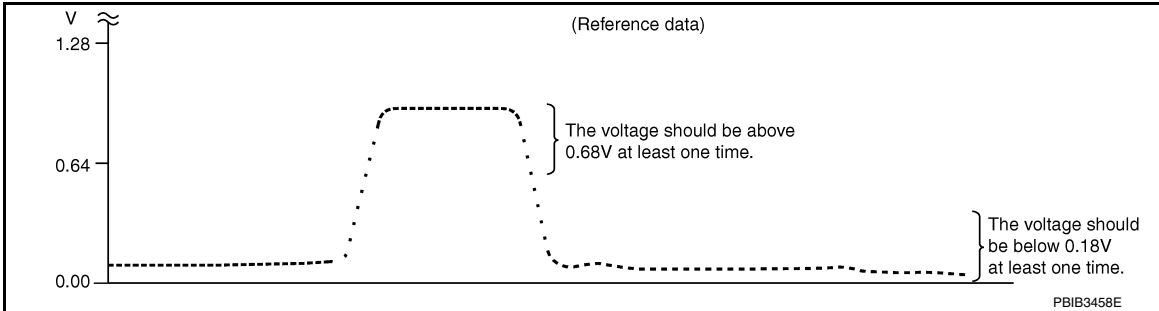 V
(Reference data)
1.28
The voltage should be above
0.68V at least one time.
0.64
The voltage should
be below 0.18V
at least one time.
0.00
PBIB3458E